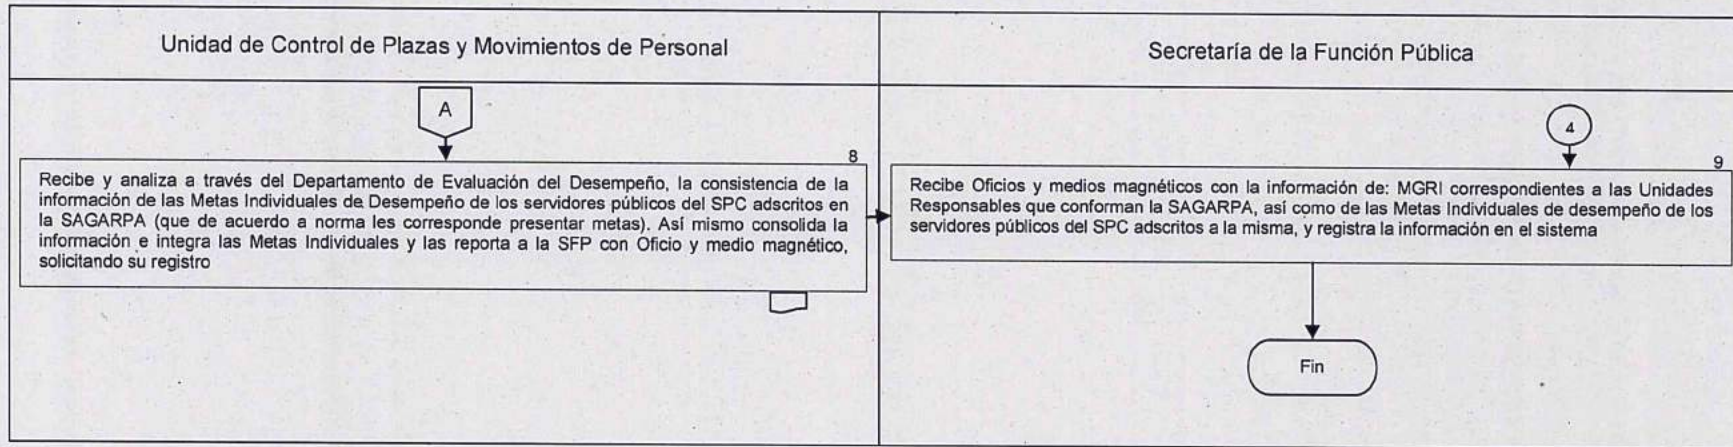 Unidad de Control de Plazas y Movimientos de Personal
Secretaría de la Función Pública
A
8
Recibe y analiza a través del Departamento de Evaluación del Desempeño, la consistencia de la
información de las Metas Individuales de Desempeño de los servidores públicos del SPC adscritos en
la SAGARPA (que de acuerdo a norma les corresponde presentar metas). Así mismo consolida la
información e integra las Metas Individuales y las reporta a la SFP con Oficio y medio magnético,
solicitando su registro
4
9
Recibe Oficios y medios magnéticos con la información de: MGRI correspondientes a las Unidades
Responsables que conforman la SAGARPA, así como de las Metas Individuales de desempeño de los
servidores públicos del SPC adscritos a la misma, y registra la información en el sistema
Fin